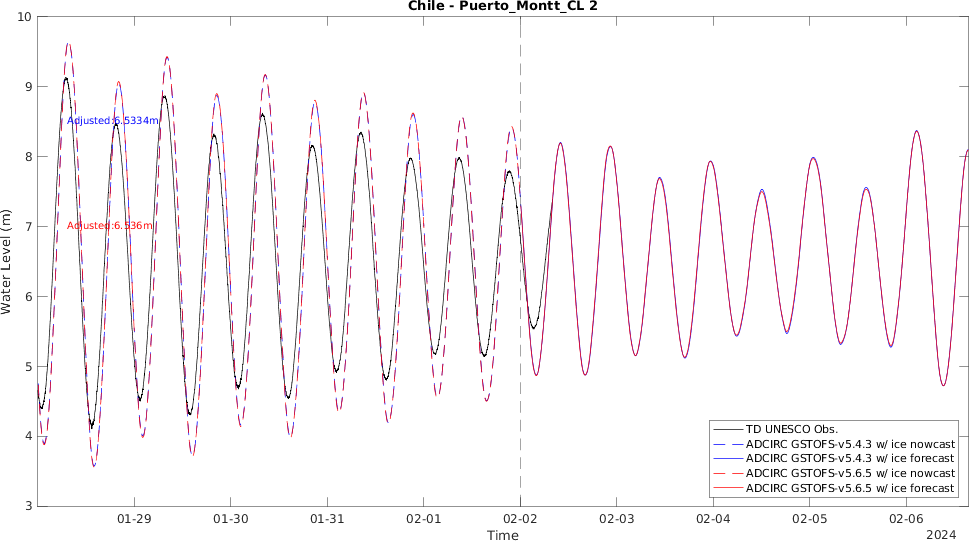 Chile - Puerto_Montt_CL 2
10
9
8
7
6
5
4
3
Water Level (m)
Adjusted:6.5334m
Adjusted:6.536m
TD UNESCO Obs.
ADCIRC GSTOFS-v5.4.3 w/ ice nowcast
ADCIRC GSTOFS-v5.4.3 w/ ice forecast
ADCIRC GSTOFS-v5.6.5 w/ ice nowcast
ADCIRC GSTOFS-v5.6.5 w/ ice forecast
01-29 01-30 01-31 02-01 02-02 02-03 02-04 02-05 02-06
Time
2024